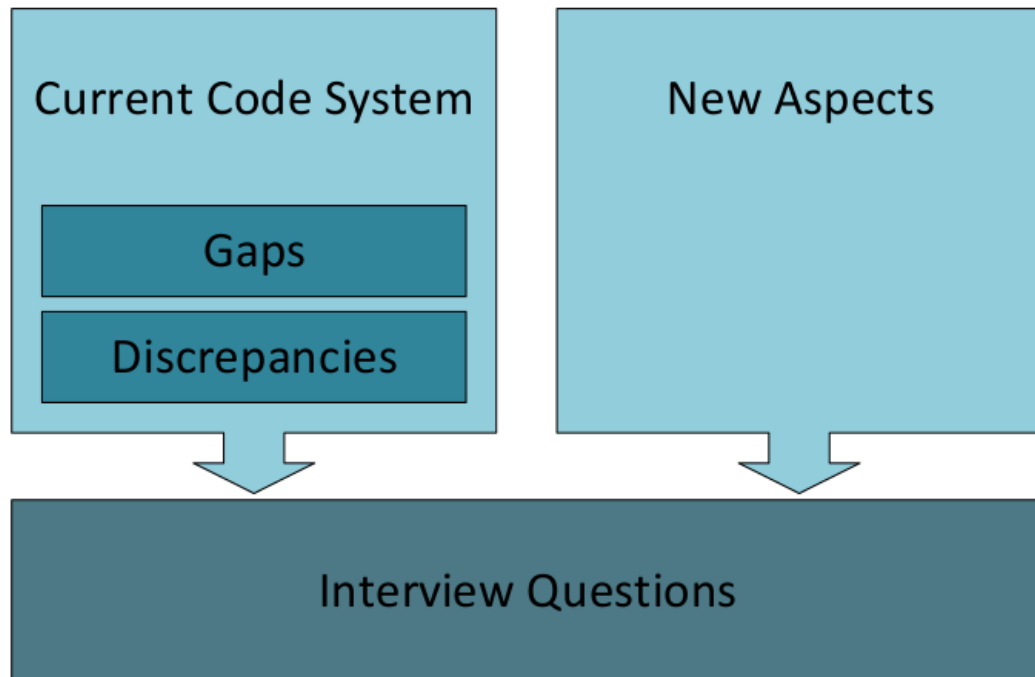 Current Code System
Gaps
Discrepancies
New Aspects
Interview Questions